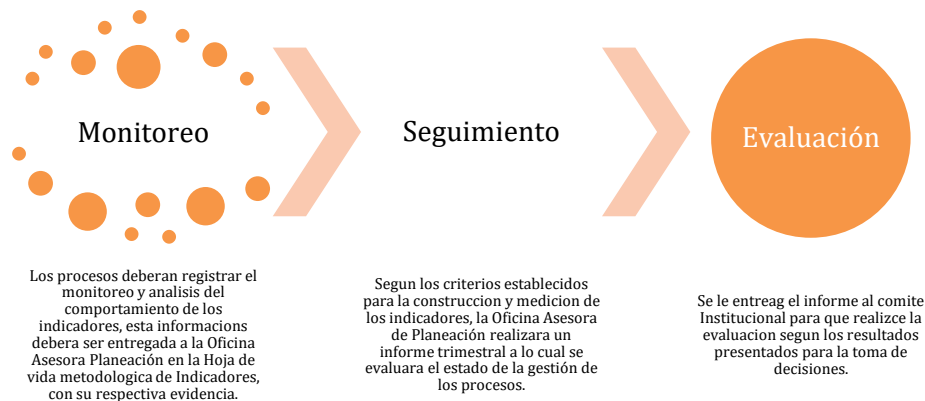 Monitoreo
Seguimiento
Evaluación
Los procesos deberan registrar el
monitoreo y analisis del
comportamiento de los
indicadores, esta informacions
debera ser entregada a la Oficina
Asesora Planeación en la Hoja de
vida metodologica de Indicadores,
con su respectiva evidencia.
Segun los criterios establecidos
para la construccion y medicion de
los indicadores, la Oficina Asesora
de Planeación realizara un
informe trimestral a lo cual se
evaluara el estado de la gestión de
los procesos.
Se le entreag el informe al comite
Institucional para que realizce la
evaluacion segun los resultados
presentados para la toma de
decisiones.